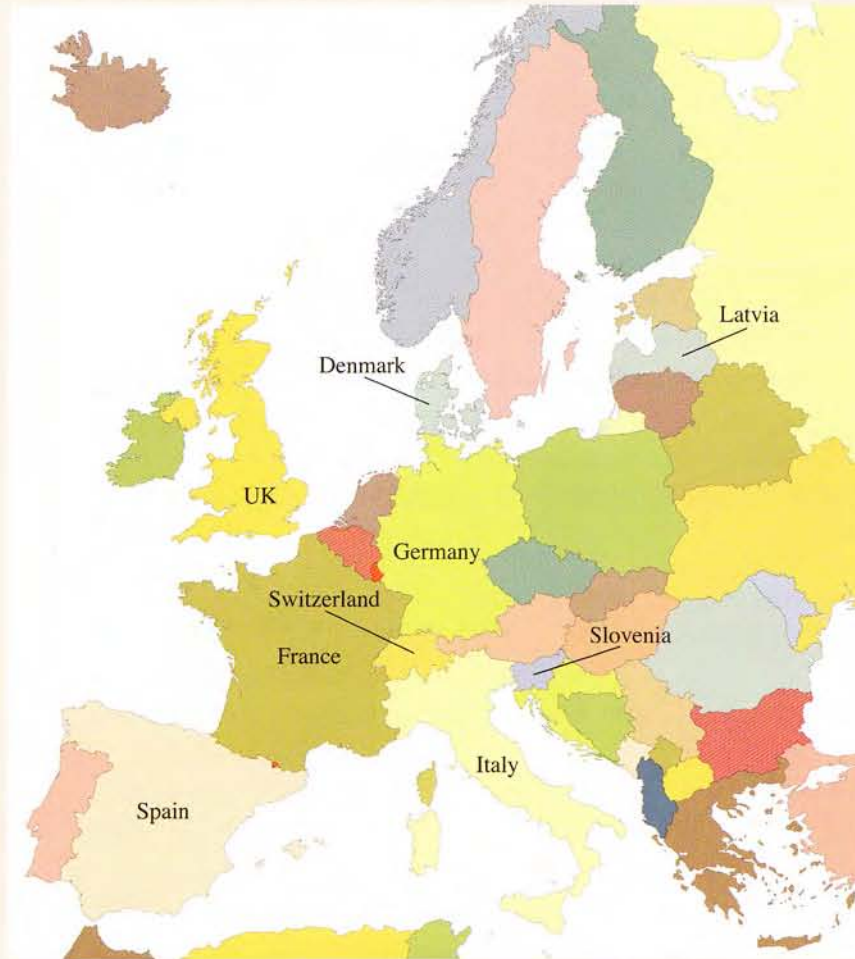 Latvia
Denmark
UK
Germany
Switzerland
Slovenia
France
Italy
Spain